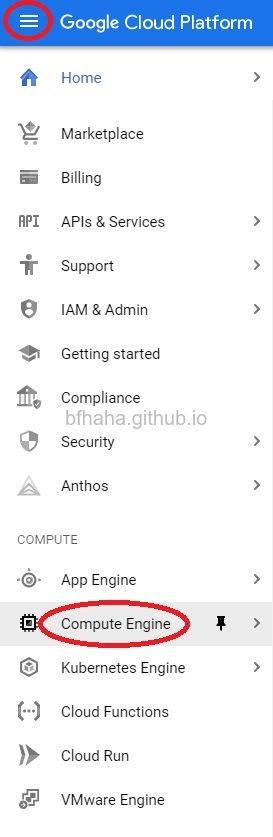 Google Cloud Platform
Home
Marketplace
Billing
API APIs & Services
Support
IAM & Admin
Getting started
Compliance
bfhaha.github.io
Security
Anthos
COMPUTE
App Engine
Compute Engine
Kubernetes Engine
Cloud Functions
Cloud Run
VMware Engine